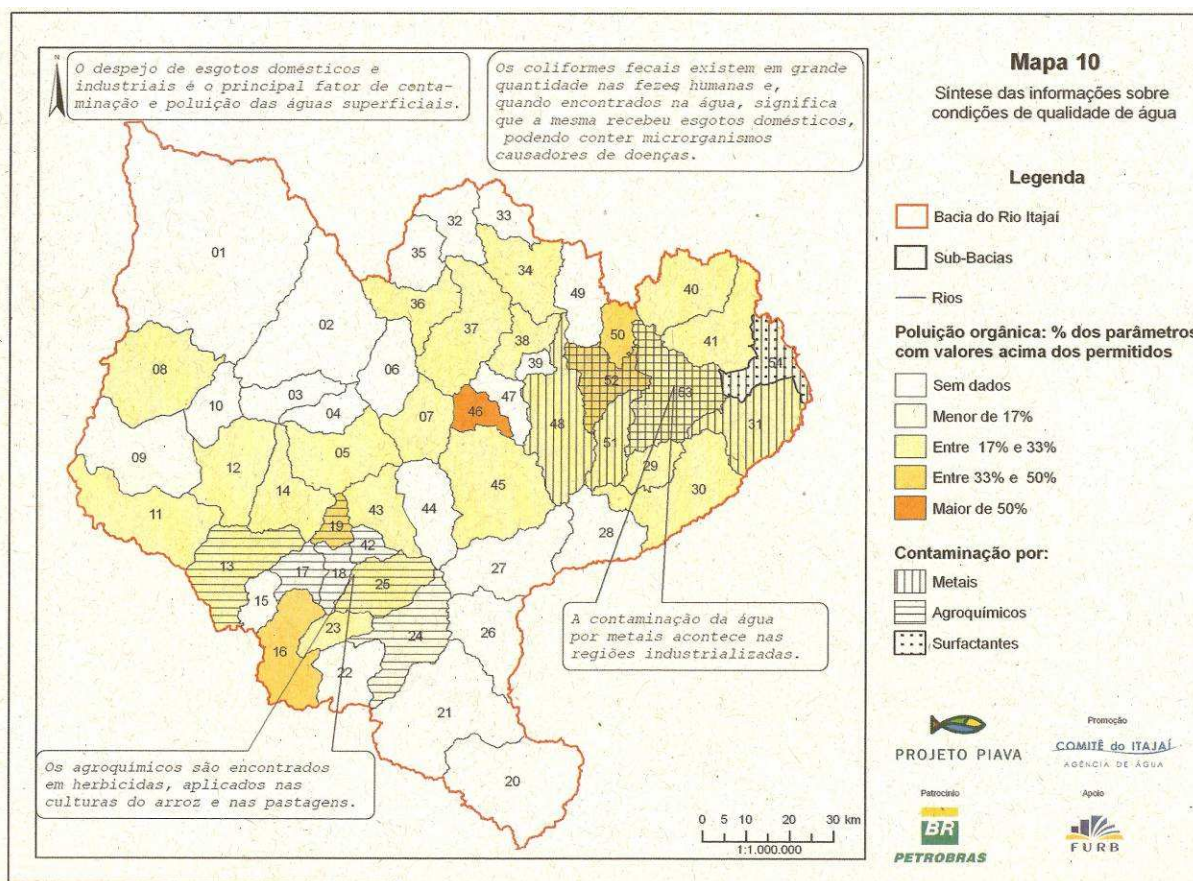 N
O despejo de esgotos domésticos e
industriais é o principal fator de conta-
minação e poluição das águas superficiais.
Os coliformes fecais existem em grande
quantidade nas fezes humanas e,
quando encontrados na água, significa
que a mesma recebeu esgotos domésticos,
podendo conter microrganismos
causadores de doenças.
01
02
03
04
05
06
07
08
09
10
11
12
13
14
15
16
17
18
19
20
21
22
23
24
25
26
27
28
29
30
31
32
33
34
35
36
37
38
39
40
41
42
43
44
45
46
47
48
49
50
51
52
53
54
A contaminação da água
por metais acontece nas
regiões industrializadas.
Os agroquímicos são encontrados
em herbicidas, aplicados nas
culturas do arroz e nas pastagens.
0 5 10 20 30 km
1:1.000.000
Mapa 10
Síntese das informações sobre
condições de qualidade de água
Legenda
Bacia do Rio Itajaí
Sub-Bacias
Rios
Poluição orgânica: % dos parâmetros
com valores acima dos permitidos
Sem dados
Menor de 17%
Entre 17% e 33%
Entre 33% e 50%
Maior de 50%
Contaminação por:
Metais
Agroquímicos
Surfactantes
PROJETO PIAVA
Promoção
COMITÊ do ITAJAÍ
AGÊNCIA DE ÁGUA
Patrocínio
BR
PETROBRAS
Apoio
FURB